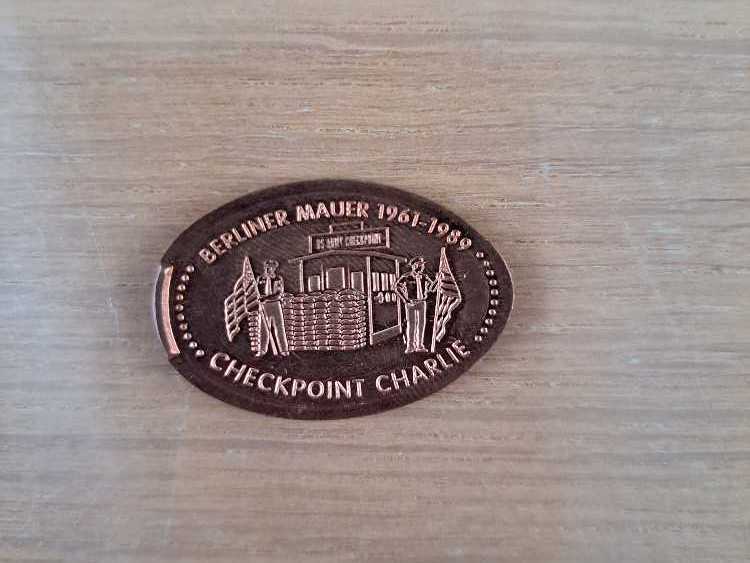 BERLINER MAUER 1961-1989
US ARMY CHECKPOINT
CHECKPOINT CHARLIE